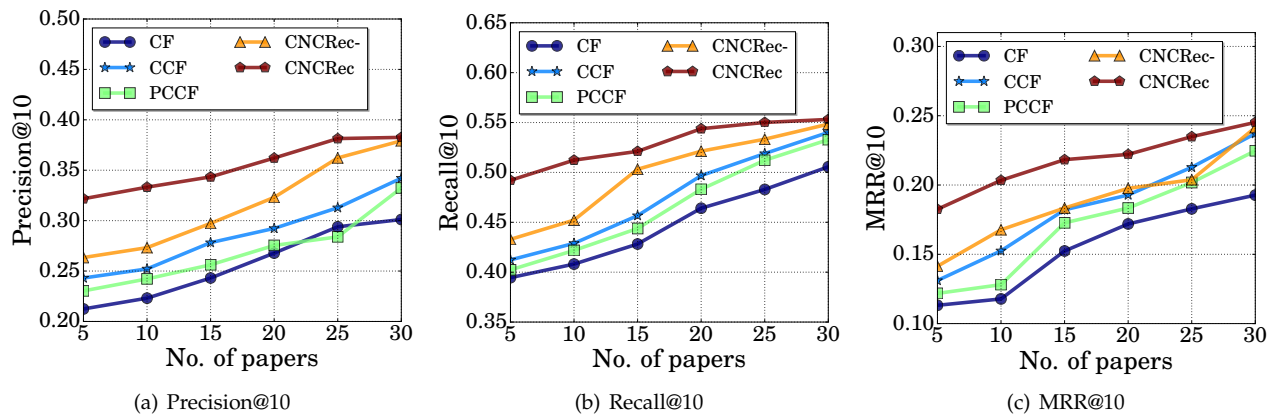 0.50
0.45
0.40
0.35
0.30
0.25
0.20
Precision@10
CF
CCF
PCCF
CNCRec-
CNCRec
5 10 15 20 25 30
No. of papers
(a) Precision@10
0.65
0.60
0.55
0.50
0.45
0.40
0.35
Recall@10
CF
CCF
PCCF
CNCRec-
CNCRec
5 10 15 20 25 30
No. of papers
(b) Recall@10
0.30
0.25
0.20
0.15
0.10
MRR@10
CF
CCF
PCCF
CNCRec-
CNCRec
5 10 15 20 25 30
No. of papers
(c) MRR@10